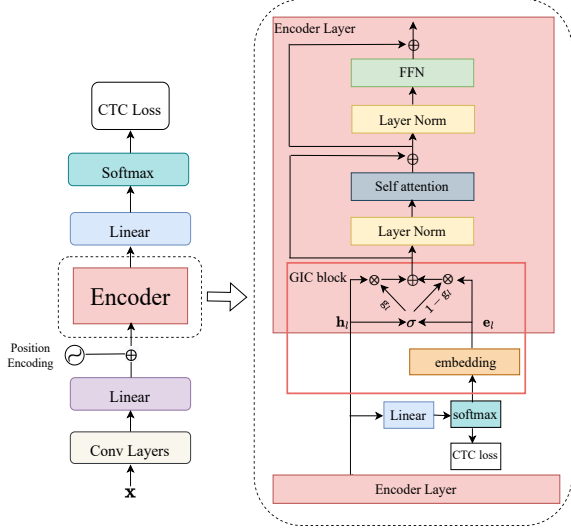 CTC Loss
Softmax
Linear
Encoder
Position
Encoding
Linear
Conv Layers
x
Encoder Layer
FFN
Layer Norm
Self attention
Layer Norm
GIC block
g_l
1 − g_l
h_l
σ
e_l
embedding
Linear
softmax
CTC loss
Encoder Layer